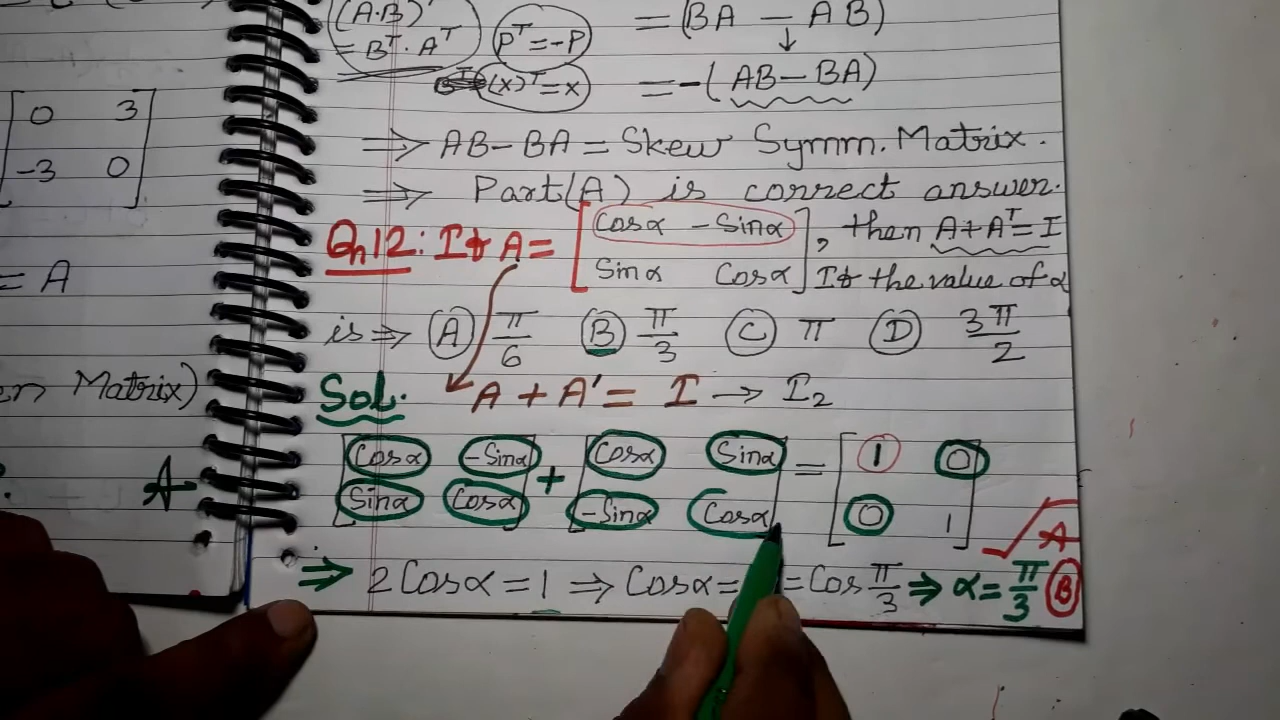 (A·B)' = (BA - AB)
= Bᵀ·Aᵀ Pᵀ=-P
(x)ᵀ=x = -(AB-BA)
0 3
-3 0
⇒ AB-BA = Skew Symm. Matrix.
⇒ Part(A) is correct answer.
Qn12: If A = [Cosα -Sinα], then A+Aᵀ=I
[Sinα Cosα] If the value of α
= A
is ⇒ (A) π/6 (B) π/3 (C) π (D) 3π/2
Matrix)
Sol. A + A' = I → I₂
[Cosα -Sinα] + [Cosα Sinα] = [1 0]
[Sinα Cosα] [-Sinα Cosα] [0 1]
A
A
⇒ 2Cosα = 1 ⇒ Cosα = = Cos π/3 ⇒ α = π/3 (B)